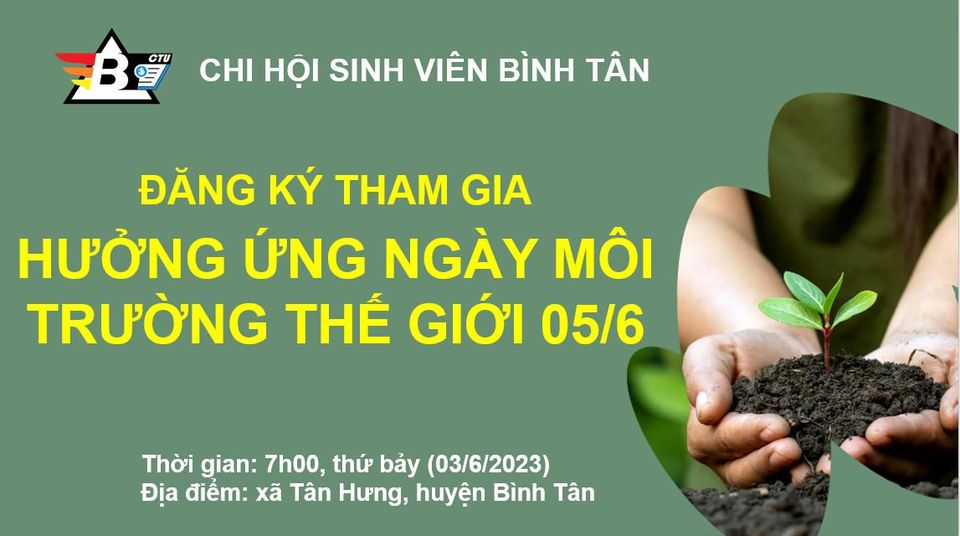 B
CTU
CHI HỘI SINH VIÊN BÌNH TÂN
ĐĂNG KÝ THAM GIA
HƯỞNG ỨNG NGÀY MÔI
TRƯỜNG THẾ GIỚI 05/6
Thời gian: 7h00, thứ bảy (03/6/2023)
Địa điểm: xã Tân Hưng, huyện Bình Tân